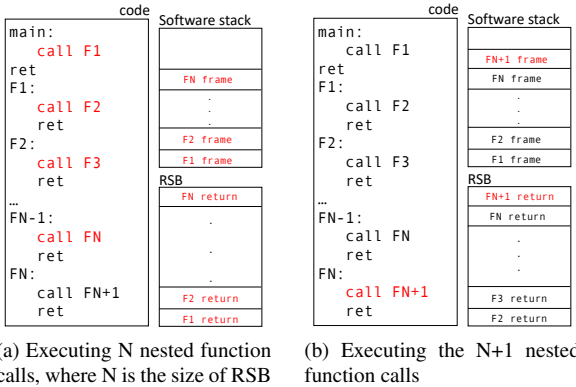 code
main:
call F1
ret
F1:
call F2
ret
F2:
call F3
ret
…
FN-1:
call FN
ret
FN:
call FN+1
ret
Software stack
FN frame
.
.
.
F2 frame
F1 frame
RSB
FN return
.
.
.
F2 return
F1 return
(a) Executing N nested function
calls, where N is the size of RSB
code
main:
call F1
ret
F1:
call F2
ret
F2:
call F3
ret
…
FN-1:
call FN
ret
FN:
call FN+1
ret
Software stack
FN+1 frame
FN frame
.
.
.
F2 frame
F1 frame
RSB
FN+1 return
FN return
.
.
.
F3 return
F2 return
(b) Executing the N+1 nested
function calls